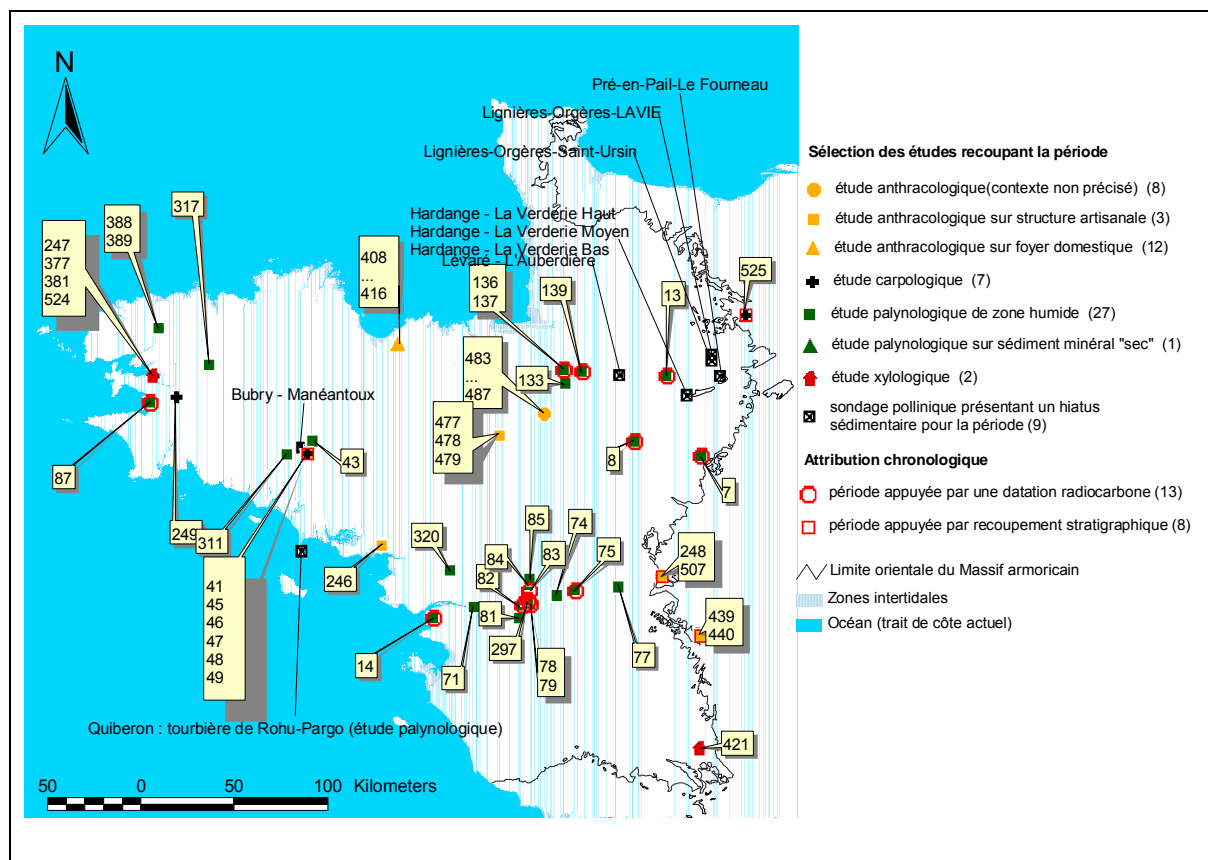 N
Pré-en-Pail-Le Fourneau
Lignières-Orgères-LAVIE
Lignières-Orgères-Saint-Ursin
Hardange - La Verderie Haut
Hardange - La Verderie Moyen
Hardange - La Verderie Bas
Levaré - L'Auberdière
317
388
389
247
377
381
524
408
...
416
136
137
139
13
525
133
483
...
487
477
478
479
Bubry - Manéantoux
87
249
311
43
8
7
41
45
46
47
48
49
246
320
85
74
84
83
75
82
81
297
78
79
77
248
507
439
440
14
71
421
Quiberon : tourbière de Rohu-Pargo (étude palynologique)
50 0 50 100 Kilometers
Sélection des études recoupant la période
étude anthracologique(contexte non précisé) (8)
étude anthracologique sur structure artisanale (3)
étude anthracologique sur foyer domestique (12)
étude carpologique (7)
étude palynologique de zone humide (27)
étude palynologique sur sédiment minéral "sec" (1)
étude xylologique (2)
sondage pollinique présentant un hiatus
sédimentaire pour la période (9)
Attribution chronologique
période appuyée par une datation radiocarbone (13)
période appuyée par recoupement stratigraphique (8)
Limite orientale du Massif armoricain
Zones intertidales
Océan (trait de côte actuel)